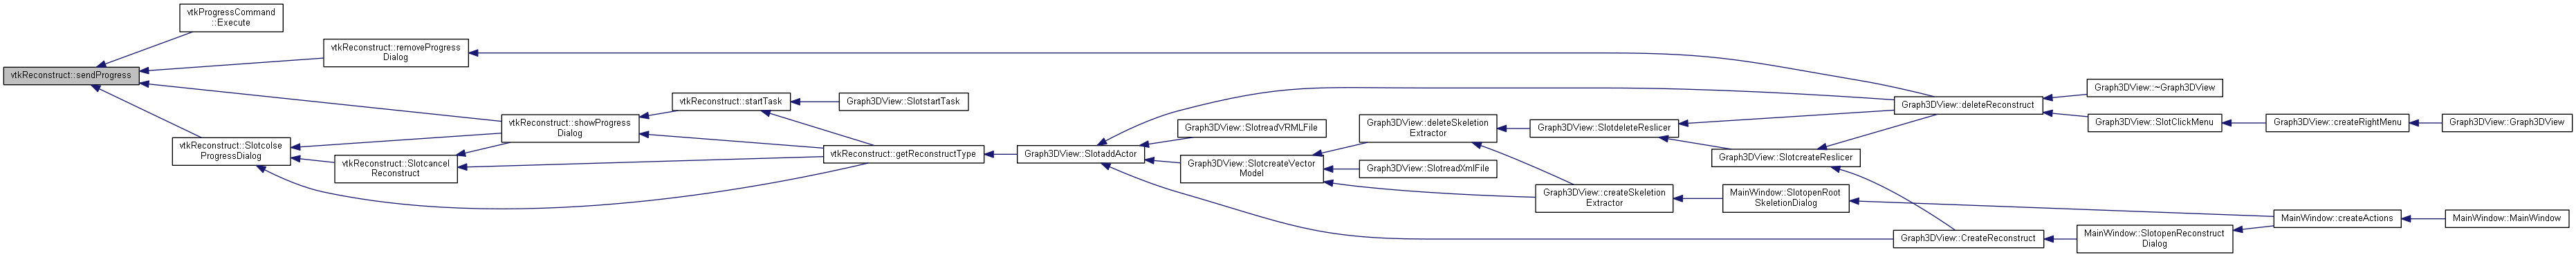 vtkProgressCommand
::Execute
vtkReconstruct::removeProgress
Dialog
vtkReconstruct::sendProgress
vtkReconstruct::startTask
Graph3DView::SlotstartTask
vtkReconstruct::showProgress
Dialog
vtkReconstruct::Slotcolse
ProgressDialog
vtkReconstruct::Slotcancel
Reconstruct
vtkReconstruct::getReconstructType
Graph3DView::SlotaddActor
Graph3DView::SlotreadVRMLFile
Graph3DView::SlotcreateVector
Model
Graph3DView::deleteSkeletion
Extractor
Graph3DView::SlotreadXmlFile
Graph3DView::SlotdeleteReslicer
Graph3DView::createSkeletion
Extractor
Graph3DView::SlotcreateReslicer
MainWindow::SlotopenRoot
SkeletionDialog
Graph3DView::deleteReconstruct
Graph3DView::CreateReconstruct
Graph3DView::~Graph3DView
Graph3DView::SlotClickMenu
Graph3DView::createRightMenu
Graph3DView::Graph3DView
MainWindow::SlotopenReconstruct
Dialog
MainWindow::createActions
MainWindow::MainWindow